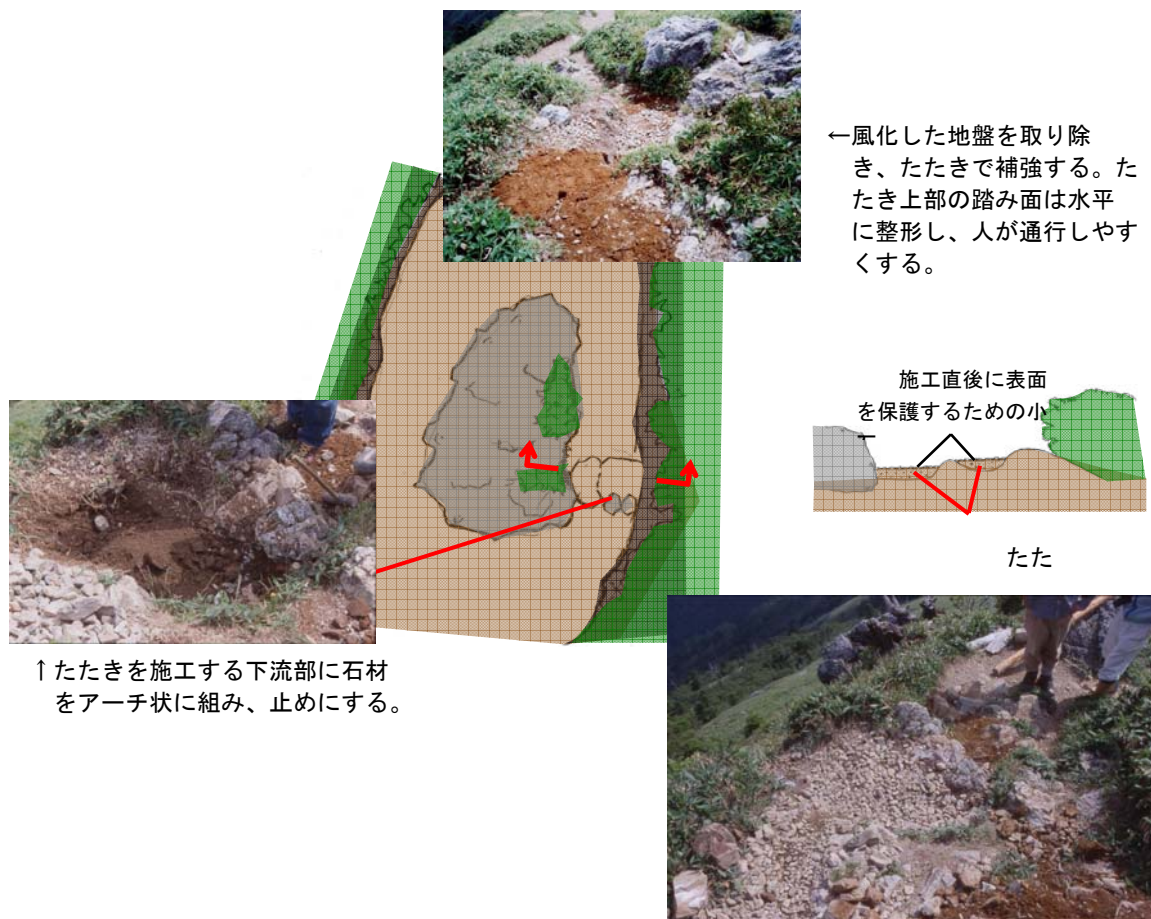 ←風化した地盤を取り除
き、たたきで補強する。た
たき上部の踏み面は水平
に整形し、人が通行しやす
くする。
施工直後に表面
を保護するための小
たた
↑たたきを施工する下流部に石材
をアーチ状に組み、止めにする。